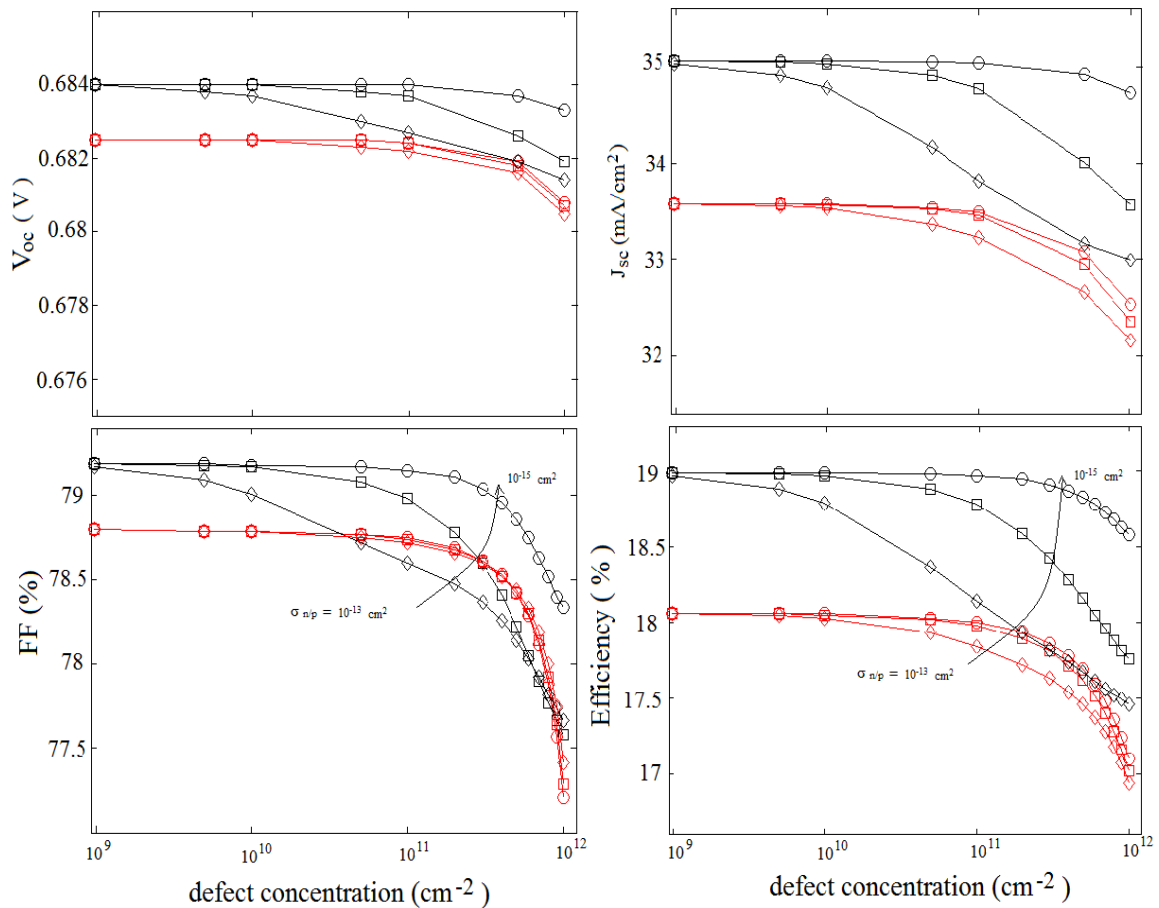 0.684
0.682
0.68
0.678
0.676
Voc ( V )
35
34
33
32
Jsc (mA/cm2)
79
78.5
78
77.5
FF (%)
10-15 cm2
σ n/p = 10-13 cm2
10^9
10^10
10^11
10^12
defect concentration (cm-2)
19
18.5
18
17.5
17
Efficiency ( %)
10-15 cm2
σ n/p = 10-13 cm2
10^9
10^10
10^11
10^12
defect concentration (cm-2)